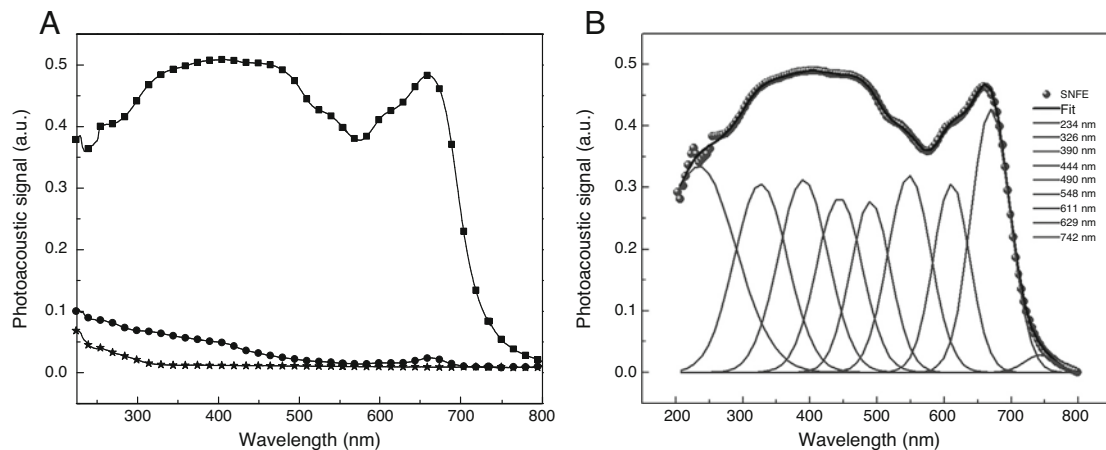 A
Photoacoustic signal (a.u.)
0.5
0.4
0.3
0.2
0.1
0.0
300 400 500 600 700 800
Wavelength (nm)
B
Photoacoustic signal (a.u.)
0.5
0.4
0.3
0.2
0.1
0.0
200 300 400 500 600 700 800
Wavelength (nm)
SNFE
Fit
234 nm
326 nm
390 nm
444 nm
490 nm
548 nm
611 nm
629 nm
742 nm